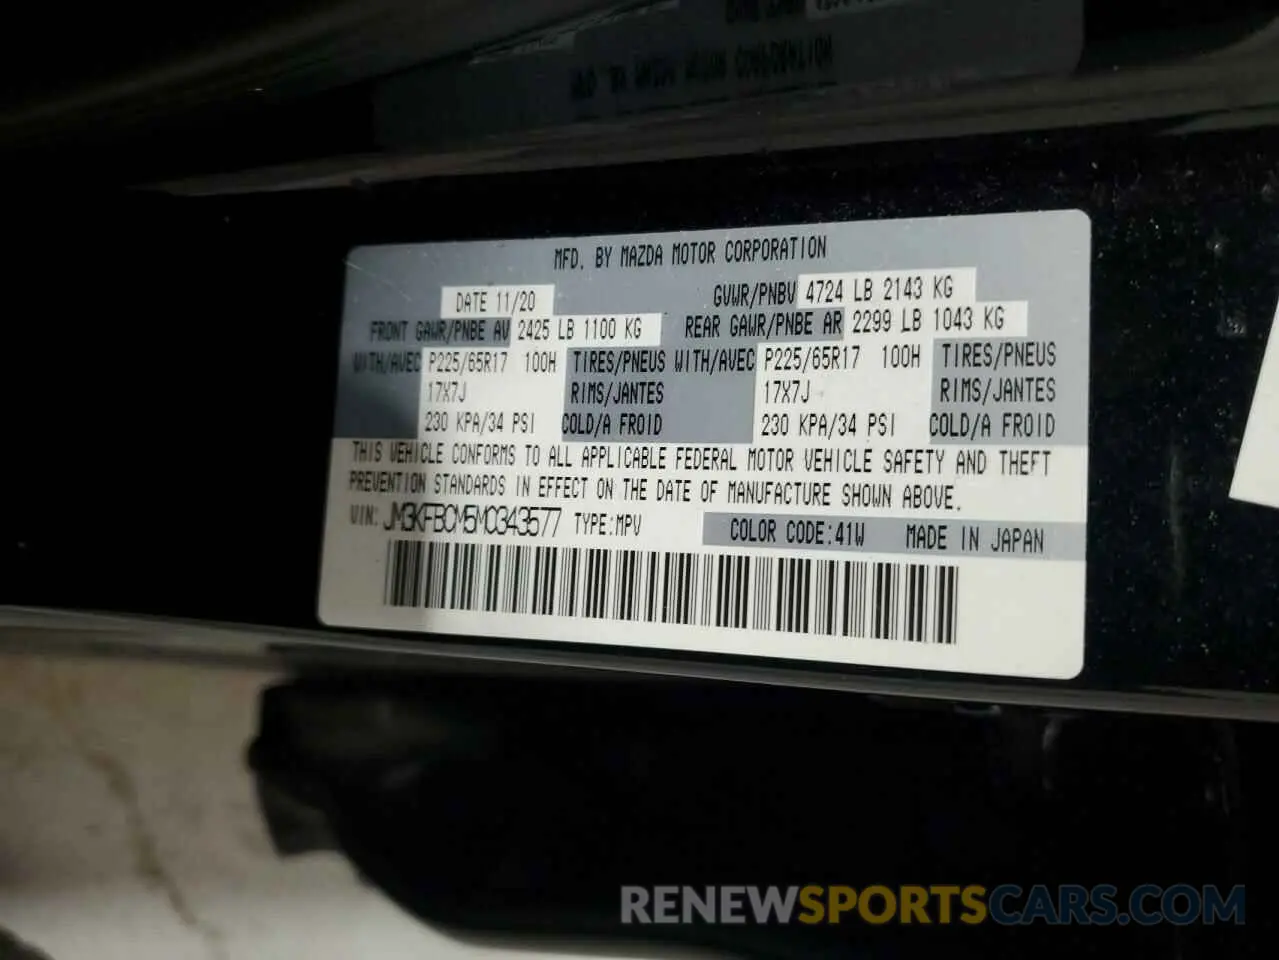 MFD. BY MAZDA MOTOR CORPORATION
DATE 11/20 GVWR/PNBV 4724 LB 2143 KG
FRONT GAWR/PNBE AV 2425 LB 1100 KG REAR GAWR/PNBE AR 2299 LB 1043 KG
WITH/AVEC P225/65R17 100H TIRES/PNEUS WITH/AVEC P225/65R17 100H TIRES/PNEUS
17X7J RIMS/JANTES 17X7J RIMS/JANTES
230 KPA/34 PSI COLD/A FROID 230 KPA/34 PSI COLD/A FROID
THIS VEHICLE CONFORMS TO ALL APPLICABLE FEDERAL MOTOR VEHICLE SAFETY AND THEFT
PREVENTION STANDARDS IN EFFECT ON THE DATE OF MANUFACTURE SHOWN ABOVE.
VIN: JM3KFBCM5M0343577 TYPE:MPV COLOR CODE:41W MADE IN JAPAN
RENEWSPORTSCARS.COM